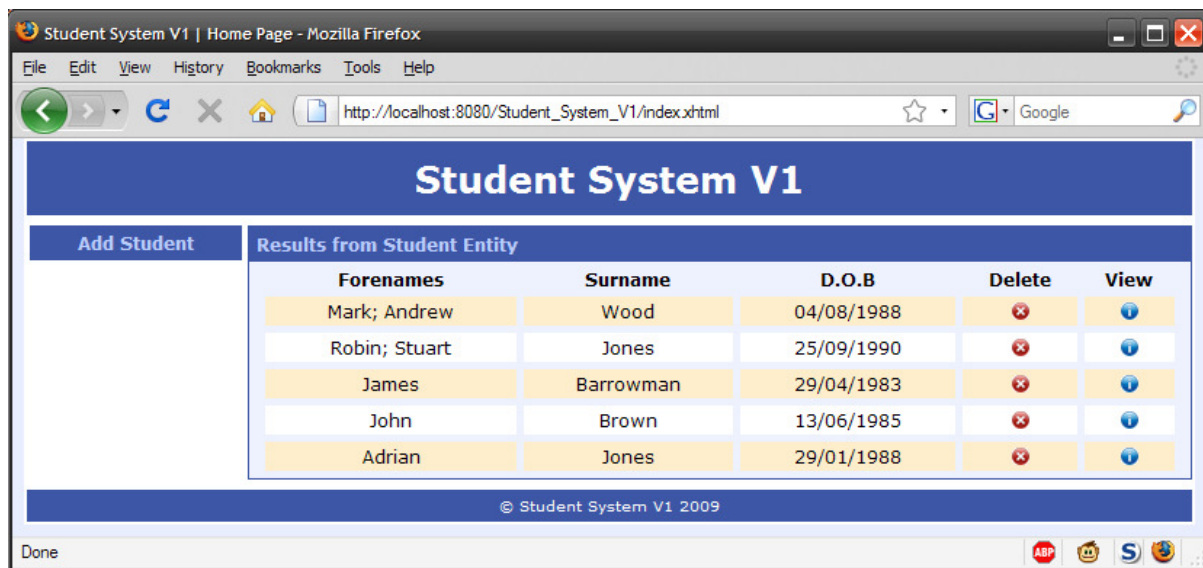 Student System V1 | Home Page - Mozilla Firefox
File Edit View History Bookmarks Tools Help
http://localhost:8080/Student_System_V1/index.xhtml G Google
Student System V1
Add Student
Results from Student Entity
Forenames Surname D.O.B Delete View
Mark; Andrew Wood 04/08/1988
Robin; Stuart Jones 25/09/1990
James Barrowman 29/04/1983
John Brown 13/06/1985
Adrian Jones 29/01/1988
© Student System V1 2009
Done ABP S